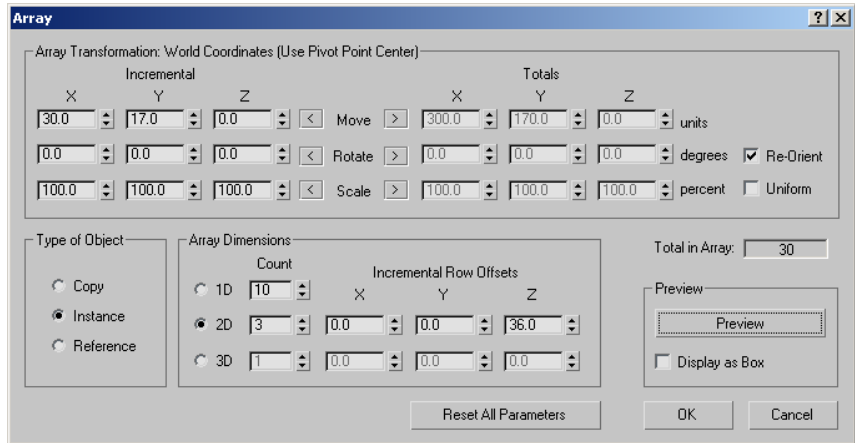 Array
Array Transformation: World Coordinates (Use Pivot Point Center)
Incremental Totals
X Y Z X Y Z
30.0 17.0 0.0 < Move > 300.0 170.0 0.0 units
0.0 0.0 0.0 < Rotate > 0.0 0.0 0.0 degrees Re-Orient
100.0 100.0 100.0 < Scale > 100.0 100.0 100.0 percent Uniform
Type of Object
Copy
Instance
Reference
Array Dimensions
Count
Incremental Row Offsets
1D 10 X Y Z
2D 3 0.0 0.0 36.0
3D 1 0.0 0.0 0.0
Total in Array: 30
Preview
Preview
Display as Box
Reset All Parameters OK Cancel